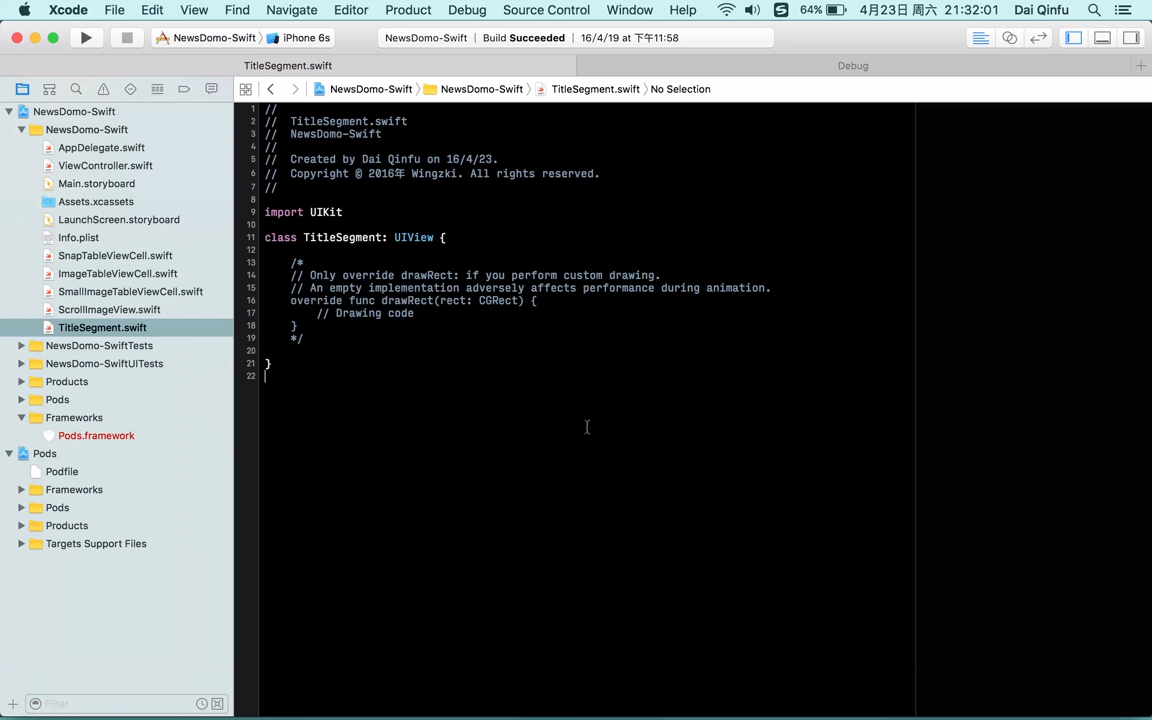 Xcode File Edit View Find Navigate Editor Product Debug Source Control Window Help 64% 4月23日 周六 21:32:01 Dai Qinfu
NewsDomo-Swift iPhone 6s NewsDomo-Swift | Build Succeeded | 16/4/19 at 下午11:58
TitleSegment.swift Debug
NewsDomo-Swift NewsDomo-Swift TitleSegment.swift No Selection
NewsDomo-Swift
NewsDomo-Swift
AppDelegate.swift
ViewController.swift
Main.storyboard
Assets.xcassets
LaunchScreen.storyboard
Info.plist
SnapTableViewCell.swift
ImageTableViewCell.swift
SmallImageTableViewCell.swift
ScrollImageView.swift
TitleSegment.swift
NewsDomo-SwiftTests
NewsDomo-SwiftUITests
Products
Pods
Frameworks
Pods.framework
Pods
Podfile
Frameworks
Pods
Products
Targets Support Files
Filter
1 //
2 // TitleSegment.swift
3 // NewsDomo-Swift
4 //
5 // Created by Dai Qinfu on 16/4/23.
6 // Copyright © 2016年 Wingzki. All rights reserved.
7 //
8
9 import UIKit
10
11 class TitleSegment: UIView {
12
13 /*
14 // Only override drawRect: if you perform custom drawing.
15 // An empty implementation adversely affects performance during animation.
16 override func drawRect(rect: CGRect) {
17 // Drawing code
18 }
19 */
20
21 }
22